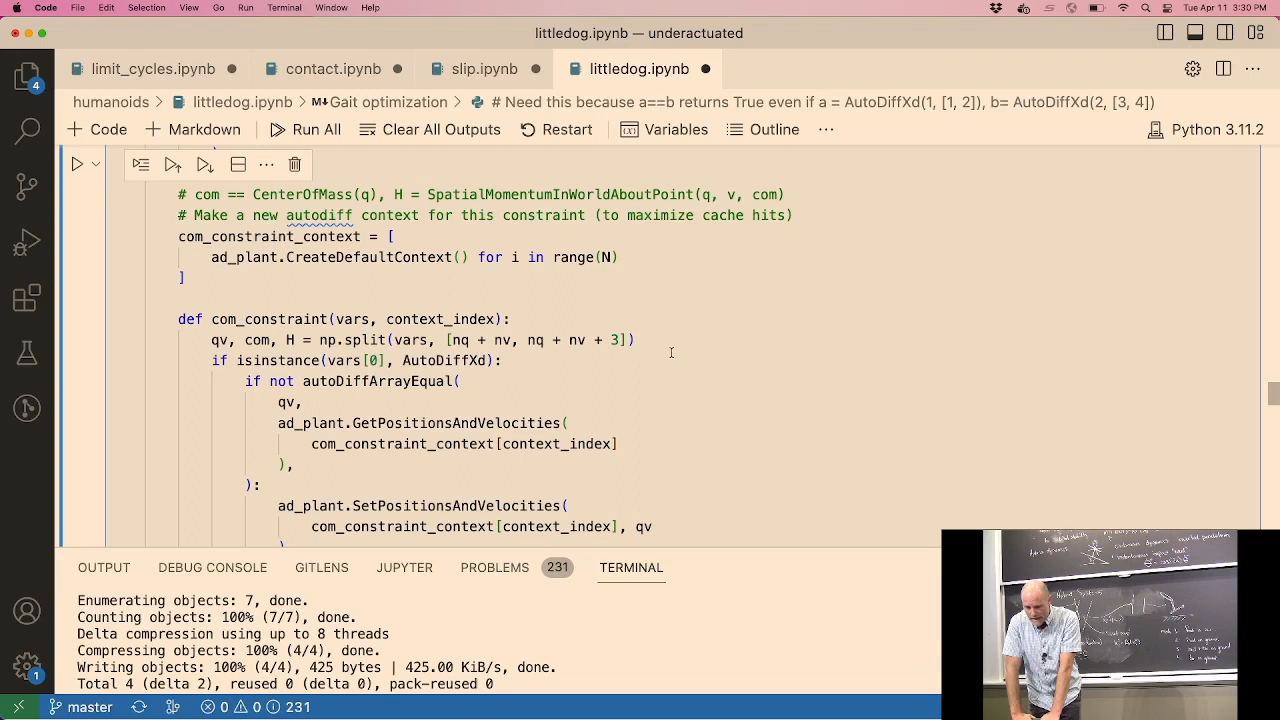 Code File Edit Selection View Go Run Terminal Window Help Tue Apr 11 3:30 PM
littledog.ipynb — underactuated
limit_cycles.ipynb contact.ipynb slip.ipynb littledog.ipynb
humanoids > littledog.ipynb > Gait optimization > # Need this because a==b returns True even if a = AutoDiffXd(1, [1, 2]), b= AutoDiffXd(2, [3, 4])
+ Code + Markdown Run All Clear All Outputs Restart Variables Outline ... Python 3.11.2
# com == CenterOfMass(q), H = SpatialMomentumInWorldAboutPoint(q, v, com)
# Make a new autodiff context for this constraint (to maximize cache hits)
com_constraint_context = [
ad_plant.CreateDefaultContext() for i in range(N)
]
def com_constraint(vars, context_index):
qv, com, H = np.split(vars, [nq + nv, nq + nv + 3])
if isinstance(vars[0], AutoDiffXd):
if not autoDiffArrayEqual(
qv,
ad_plant.GetPositionsAndVelocities(
com_constraint_context[context_index]
),
):
ad_plant.SetPositionsAndVelocities(
com_constraint_context[context_index], qv
OUTPUT DEBUG CONSOLE GITLENS JUPYTER PROBLEMS 231 TERMINAL
Enumerating objects: 7, done.
Counting objects: 100% (7/7), done.
Delta compression using up to 8 threads
Compressing objects: 100% (4/4), done.
Writing objects: 100% (4/4), 425 bytes | 425.00 KiB/s, done.
Total 4 (delta 2), reused 0 (delta 0), pack-reused 0
master 0 0 231
4
1